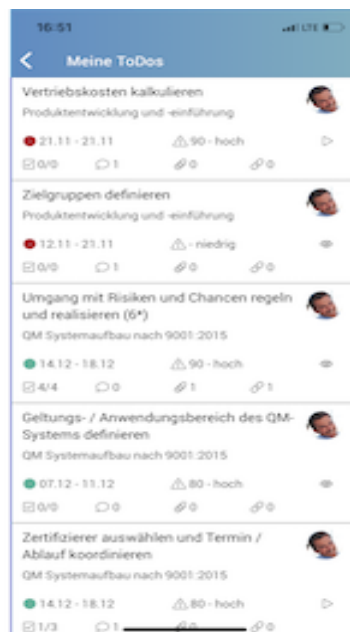 16:51
LTE
Meine ToDos
Vertriebskosten kalkulieren
Produktentwicklung und -einführung
21.11 - 21.11 90 - hoch
0/0 1 0 0
Zielgruppen definieren
Produktentwicklung und -einführung
12.11 - 21.11 - niedrig
0/0 1 0 0
Umgang mit Risiken und Chancen regeln
und realisieren (6*)
QM Systemaufbau nach 9001:2015
14.12 - 18.12 90 - hoch
4/4 0 1 1
Geltungs- / Anwendungsbereich des QM-
Systems definieren
QM Systemaufbau nach 9001:2015
07.12 - 11.12 80 - hoch
0/0 0 0 0
Zertifizierer auswählen und Termin /
Ablauf koordinieren
QM Systemaufbau nach 9001:2015
14.12 - 18.12 80 - hoch
1/3 1 0 0